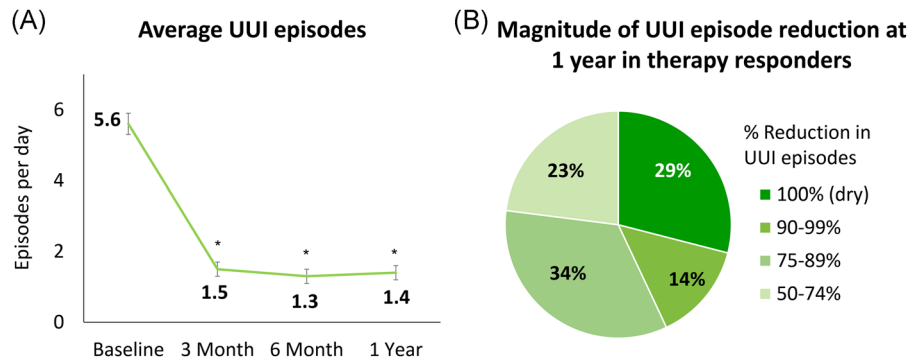 (A)
Average UUI episodes
Episodes per day
6
4
2
0
5.6
*
*
*
1.5
1.3
1.4
Baseline
3 Month
6 Month
1 Year
(B)
Magnitude of UUI episode reduction at
1 year in therapy responders
23%
29%
34%
14%
% Reduction in
UUI episodes
100% (dry)
90-99%
75-89%
50-74%